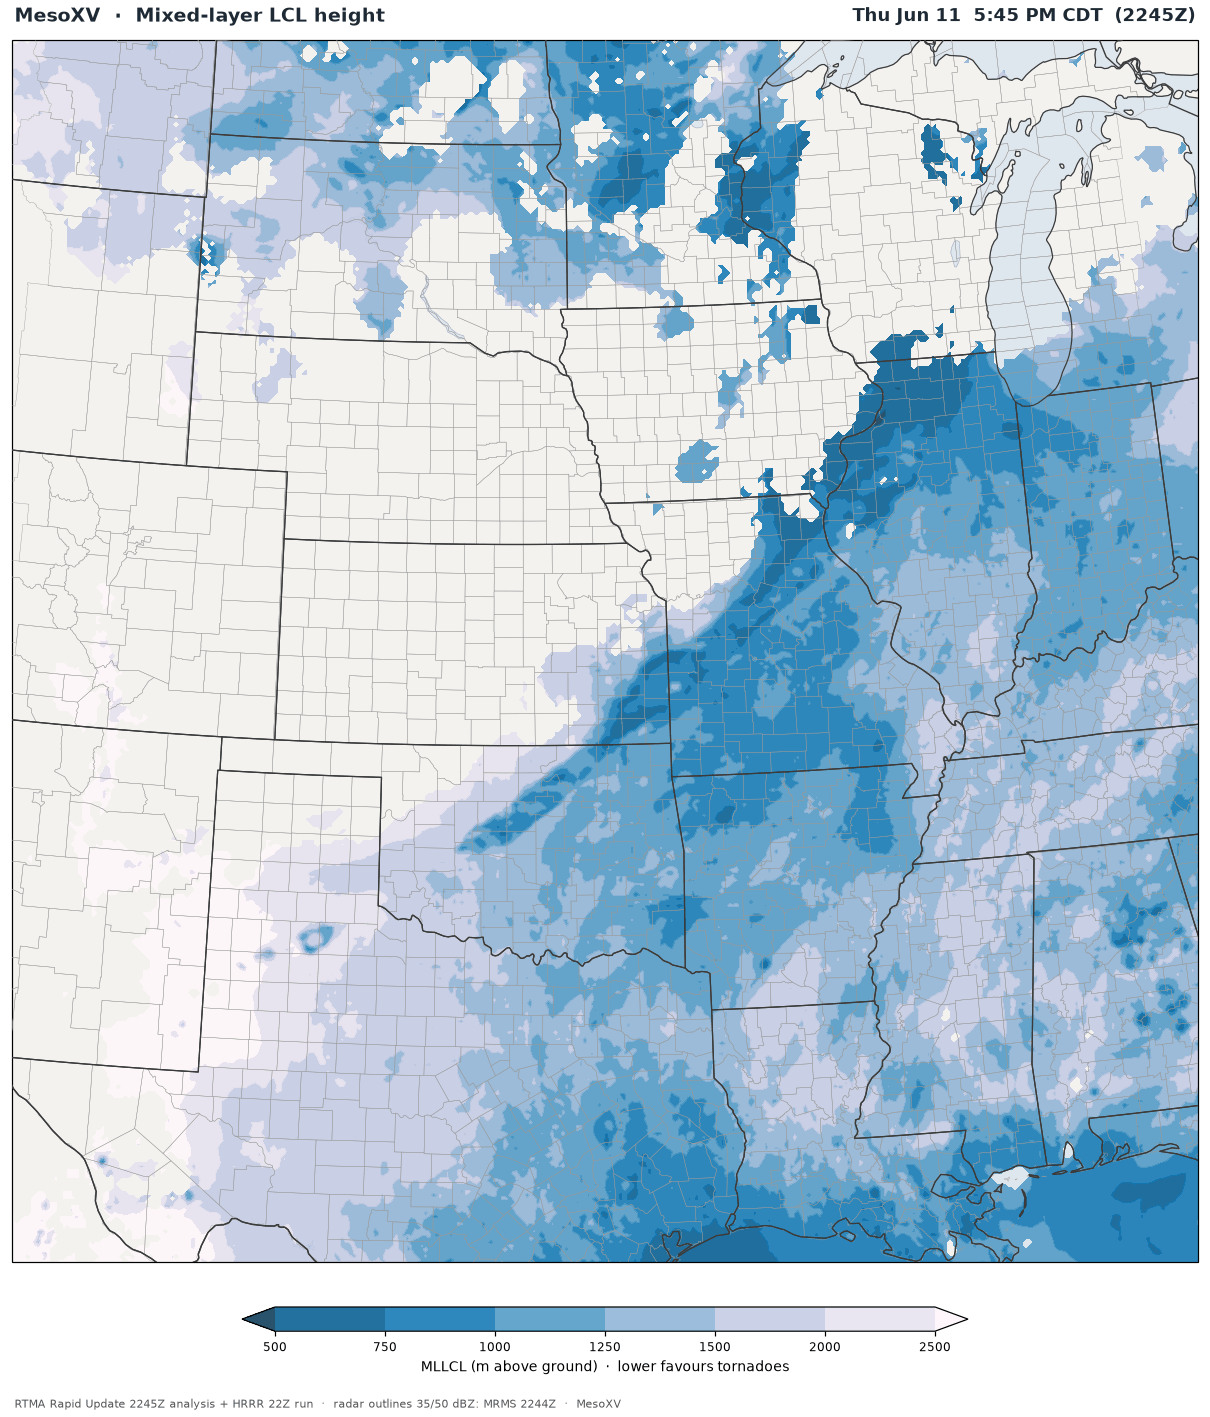 MesoXV · Mixed-layer LCL height
Thu Jun 11 5:45 PM CDT (2245Z)
500 750 1000 1250 1500 2000 2500
MLLCL (m above ground) · lower favours tornadoes
RTMA Rapid Update 2245Z analysis + HRRR 22Z run · radar outlines 35/50 dBZ: MRMS 2244Z · MesoXV